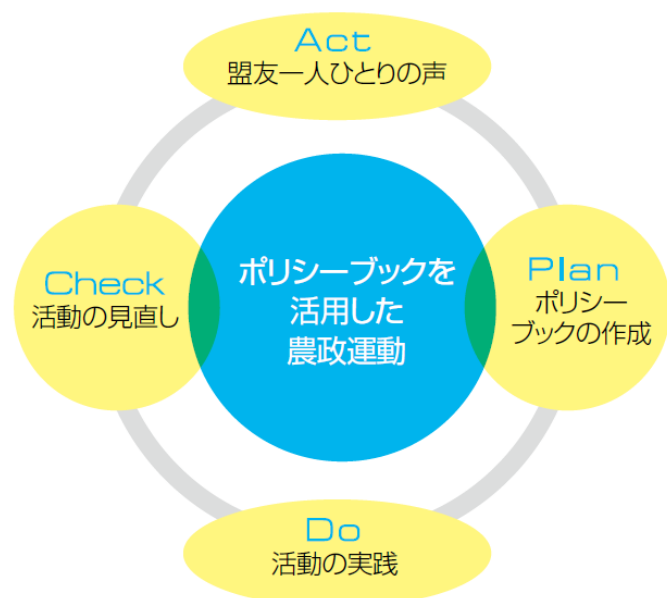 Act
盟友一人ひとりの声
Check
活動の見直し
ポリシーブックを
活用した
農政運動
Plan
ポリシー
ブックの作成
Do
活動の実践